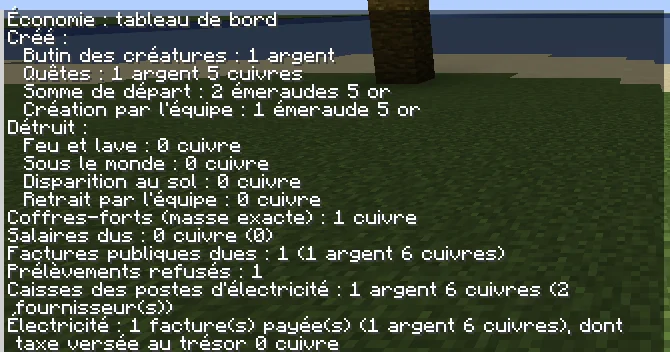 Économie : tableau de bord
Créé :
Butin des créatures : 1 argent
Quêtes : 1 argent 5 cuivres
Somme de départ : 2 émeraudes 5 or
Création par l'équipe : 1 émeraude 5 or
Détruit :
Feu et lave : 0 cuivre
Sous le monde : 0 cuivre
Disparition au sol : 0 cuivre
Retrait par l'équipe : 0 cuivre
Coffres-forts (masse exacte) : 1 cuivre
Salaires dus : 0 cuivre (0)
Factures publiques dues : 1 (1 argent 6 cuivres)
Prélèvements refusés : 1
Caisses des postes d'électricité : 1 argent 6 cuivres (2
fournisseur(s))
Électricité : 1 facture(s) payée(s) (1 argent 6 cuivres), dont
taxe versée au trésor 0 cuivre